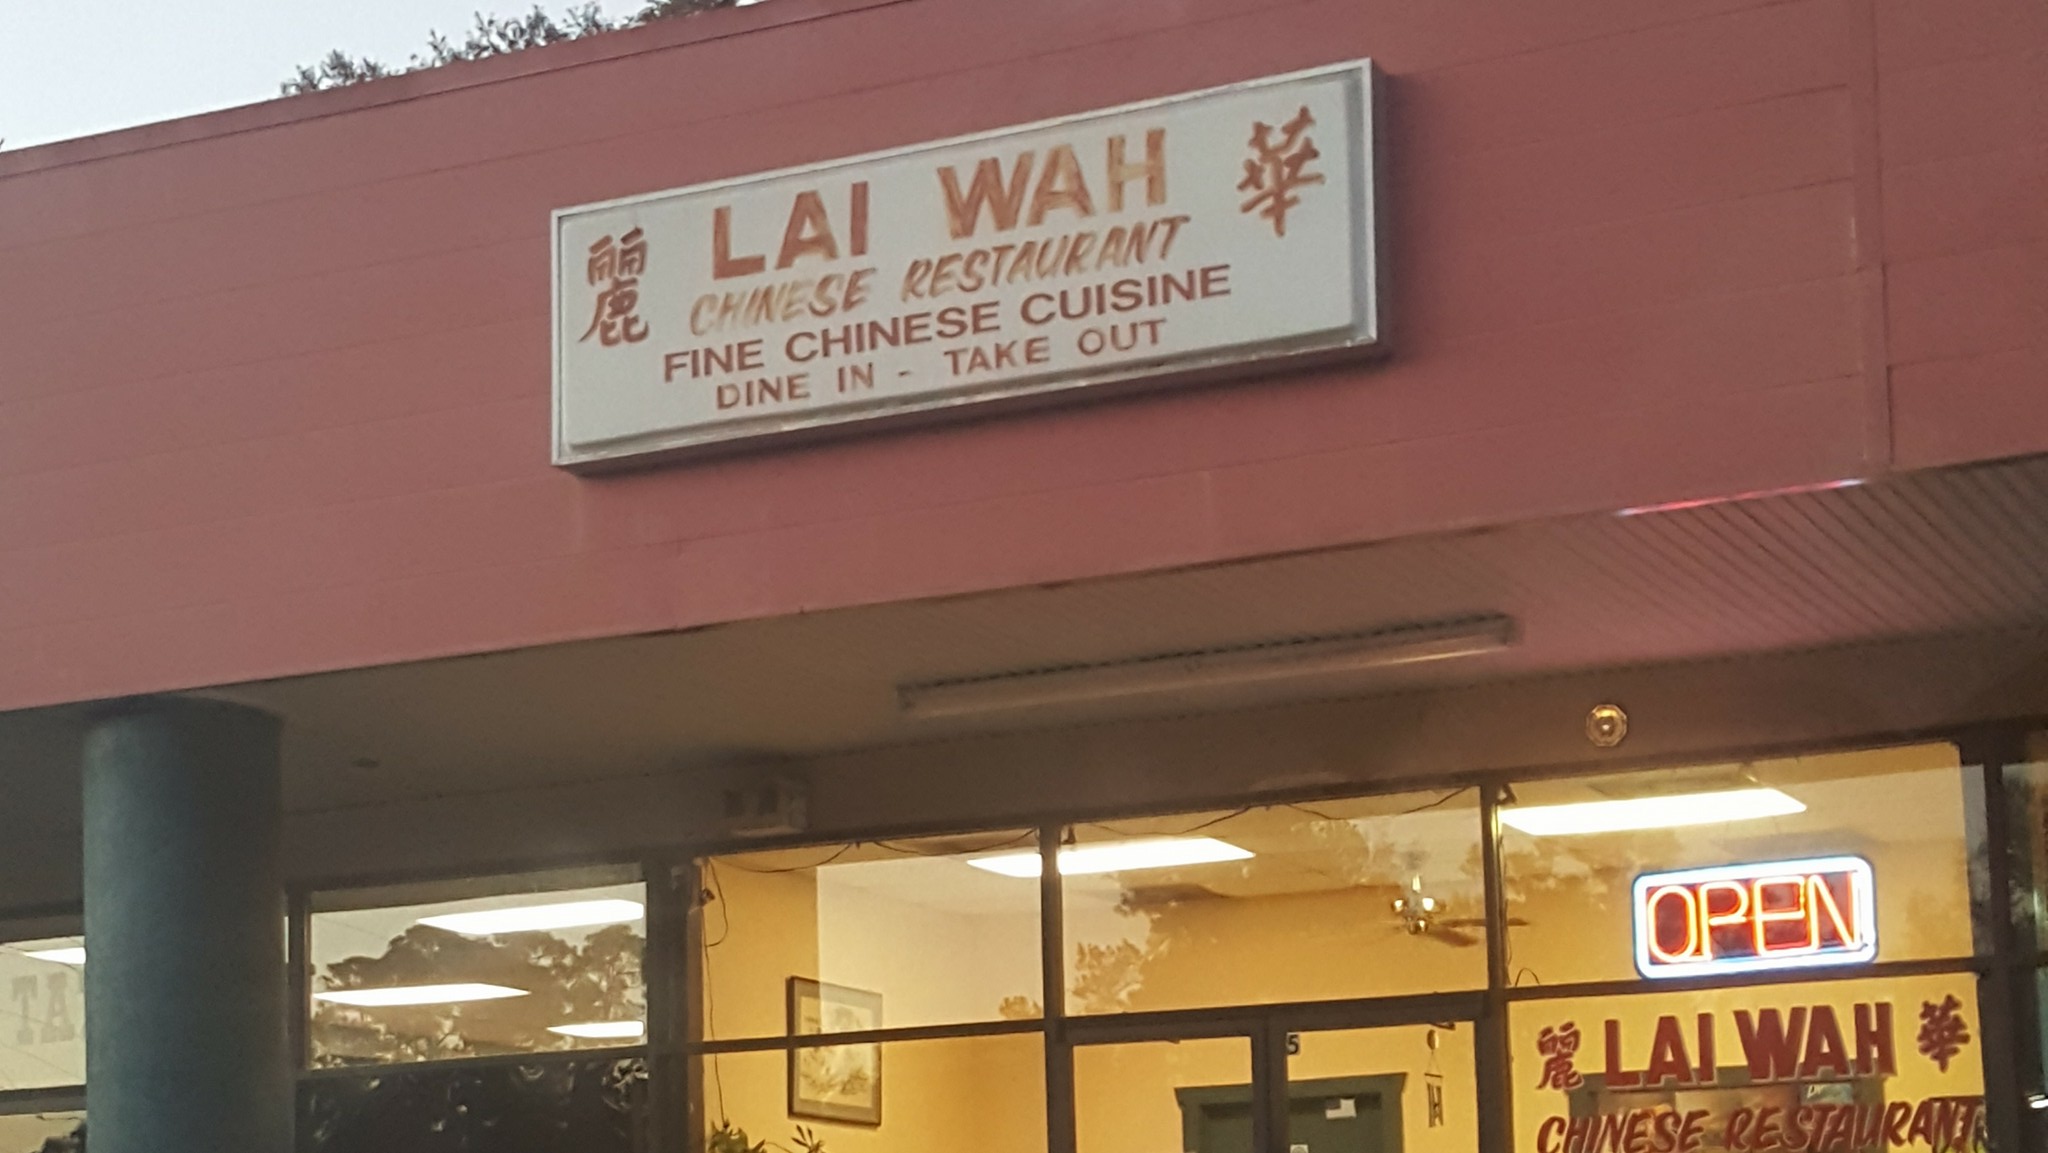 麗 LAI WAH 華
CHINESE RESTAURANT
FINE CHINESE CUISINE
DINE IN - TAKE OUT
OPEN
5
麗 LAI WAH 華
CHINESE RESTAURANT